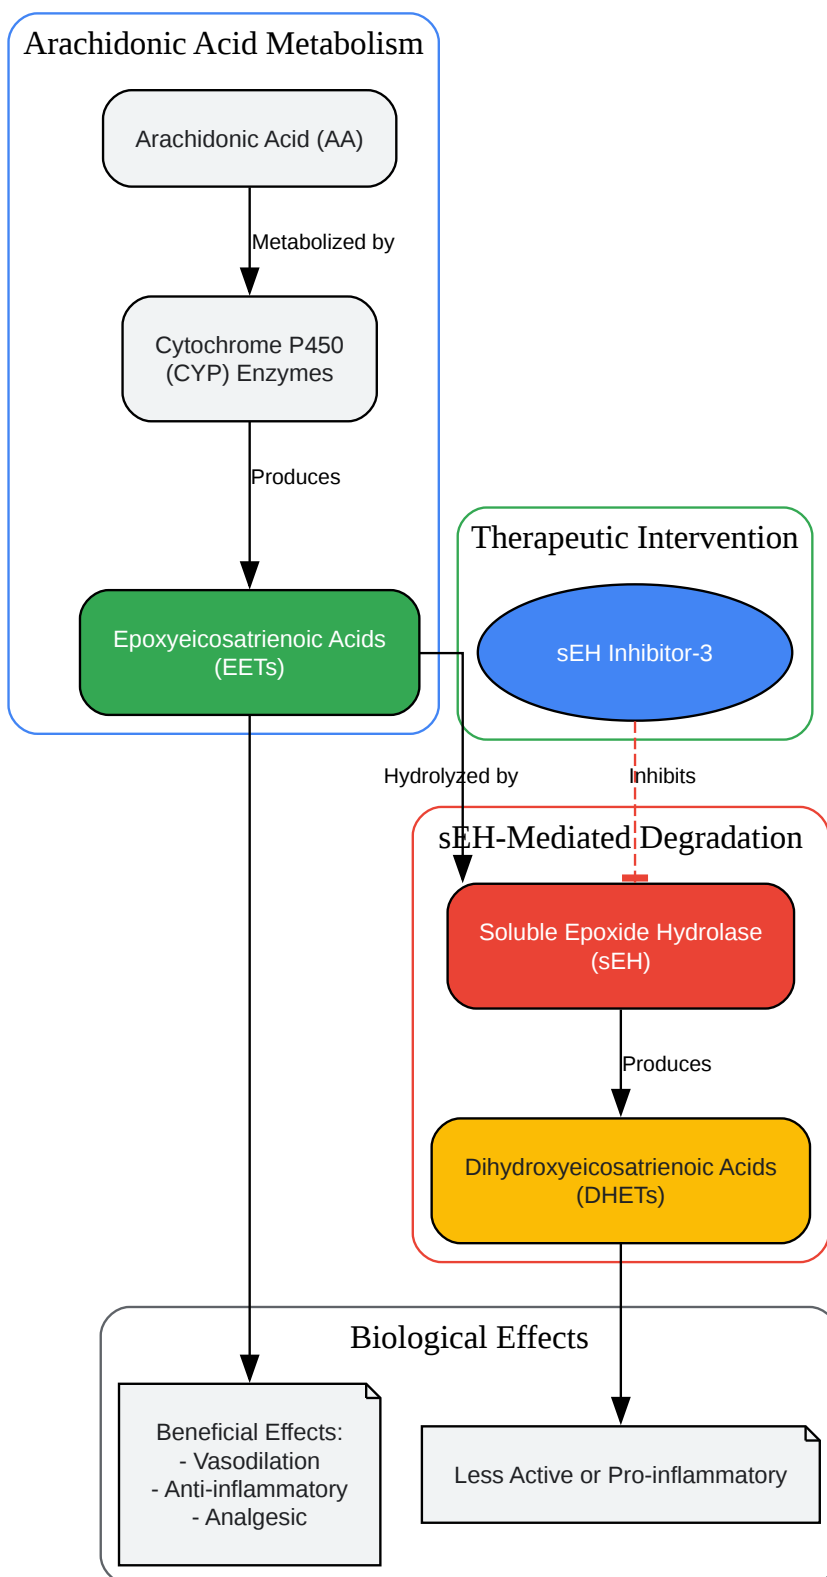 Arachidonic Acid Metabolism
Arachidonic Acid (AA)
Metabolized by
Cytochrome P450
(CYP) Enzymes
Produces
Epoxyeicosatrienoic Acids
(EETs)
Therapeutic Intervention
sEH Inhibitor-3
Hydrolyzed by
Inhibits
sEH-Mediated Degradation
Soluble Epoxide Hydrolase
(sEH)
Produces
Dihydroxyeicosatrienoic Acids
(DHETs)
Biological Effects
Beneficial Effects:
- Vasodilation
- Anti-inflammatory
- Analgesic
Less Active or Pro-inflammatory